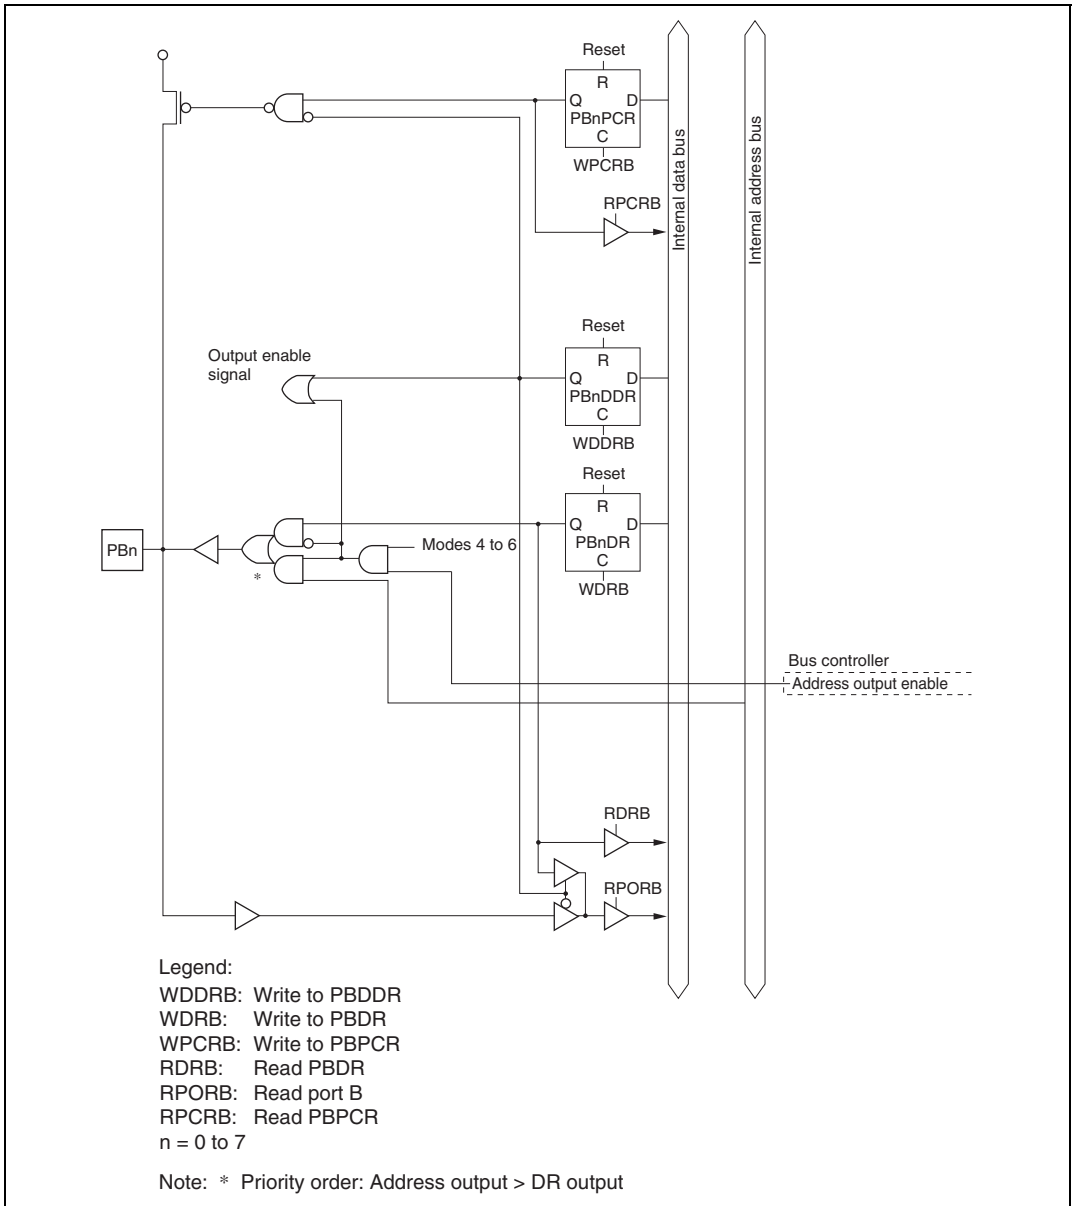 Reset
R
Q D
PBnPCR
C
WPCRB
RPCRB
Internal data bus
Internal address bus
Reset
Output enable
signal
R
Q D
PBnDDR
C
WDDRB
Reset
R
Q D
PBnDR
C
WDRB
PBn
Modes 4 to 6
*
Bus controller
Address output enable
RDRB
RPORB
Legend:
WDDRB: Write to PBDDR
WDRB: Write to PBDR
WPCRB: Write to PBPCR
RDRB: Read PBDR
RPORB: Read port B
RPCRB: Read PBPCR
n = 0 to 7
Note: * Priority order: Address output > DR output